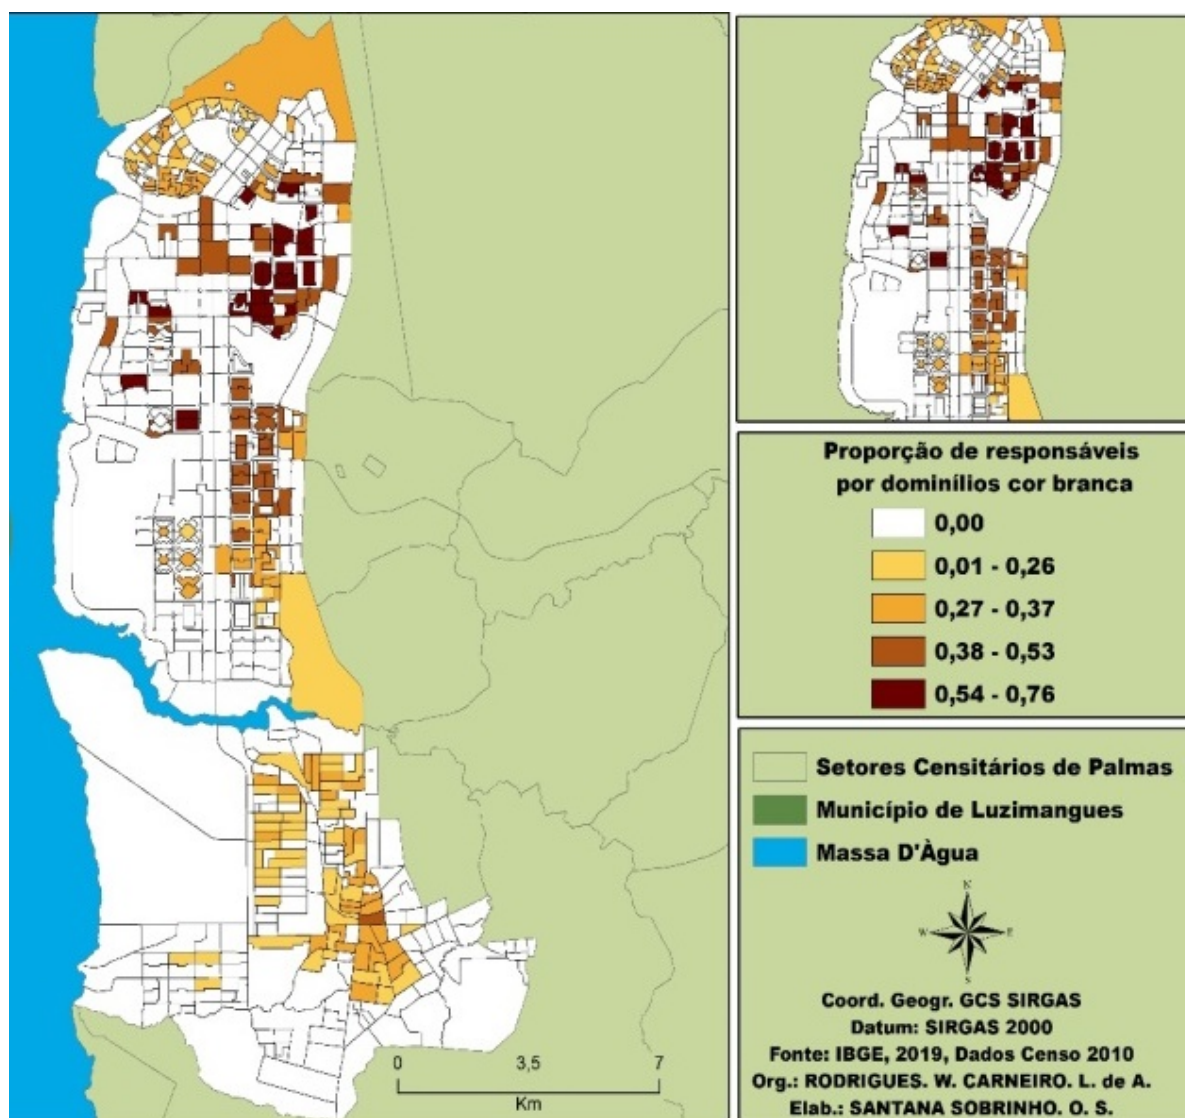 Proporção de responsáveis
por dominílios cor branca
0,00
0,01 - 0,26
0,27 - 0,37
0,38 - 0,53
0,54 - 0,76
Setores Censitários de Palmas
Município de Luzimangues
Massa D'Àgua
N
W E
S
Coord. Geogr. GCS SIRGAS
Datum: SIRGAS 2000
Fonte: IBGE, 2019, Dados Censo 2010
Org.: RODRIGUES. W. CARNEIRO. L. de A.
Elab.: SANTANA SOBRINHO. O. S.
0 3,5 7
Km